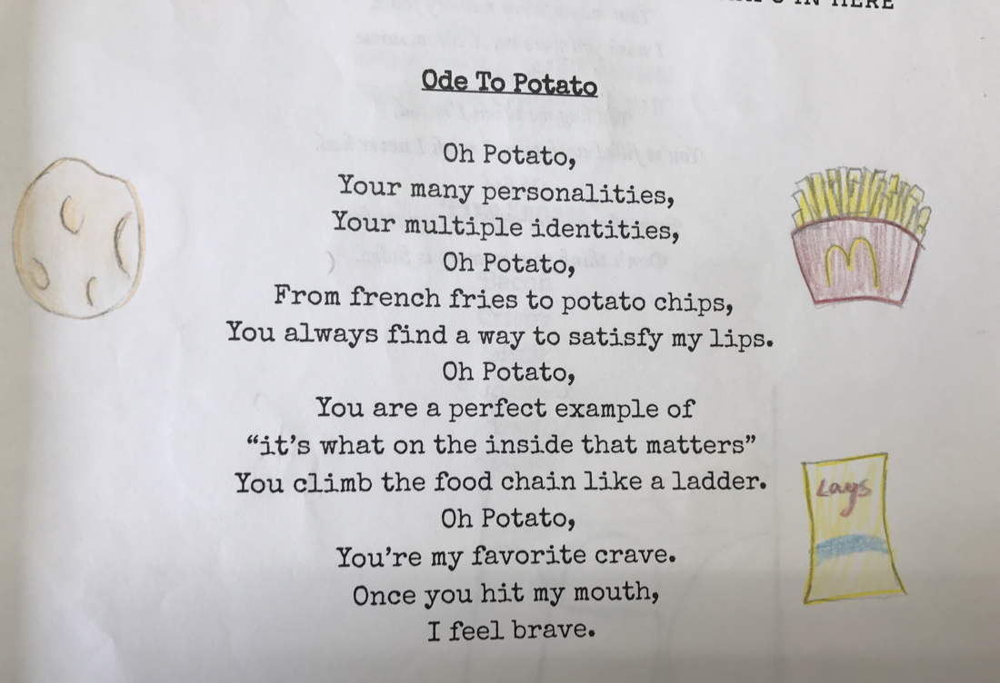 IN HERE
Ode To Potato
Oh Potato,
Your many personalities,
Your multiple identities,
Oh Potato,
From french fries to potato chips,
You always find a way to satisfy my lips.
Oh Potato,
You are a perfect example of
“it’s what on the inside that matters”
You climb the food chain like a ladder.
Oh Potato,
You’re my favorite crave.
Once you hit my mouth,
I feel brave.
Lays